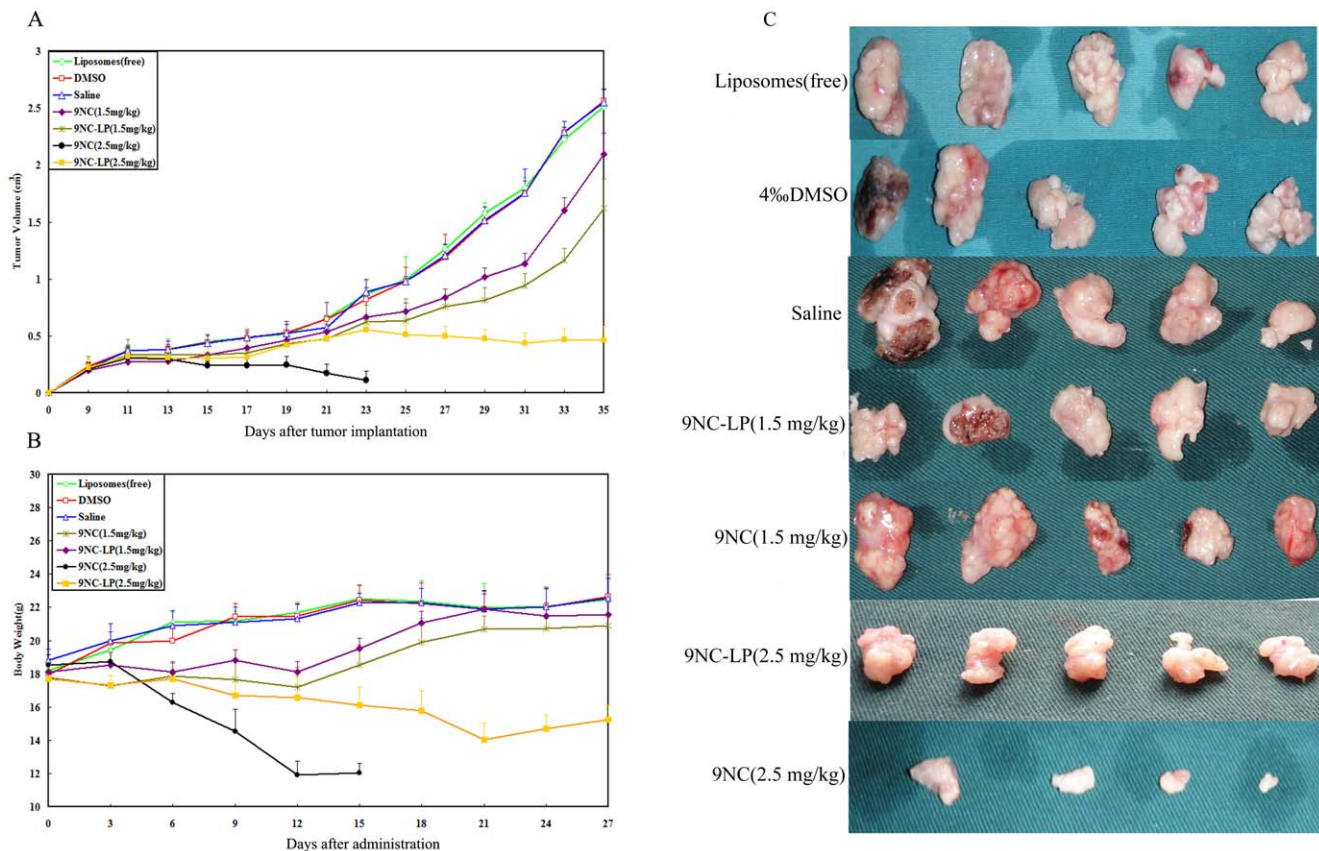 A
Tumor Volume (cm3)
3
2.5
2
1.5
1
0.5
0
Liposomes(free)
DMSO
Saline
9NC(1.5mg/kg)
9NC-LP(1.5mg/kg)
9NC(2.5mg/kg)
9NC-LP(2.5mg/kg)
0 9 11 13 15 17 19 21 23 25 27 29 31 33 35
Days after tumor implantation
B
Body Weight(g)
30
28
26
24
22
20
18
16
14
12
10
Liposomes(free)
DMSO
Saline
9NC(1.5mg/kg)
9NC-LP(1.5mg/kg)
9NC(2.5mg/kg)
9NC-LP(2.5mg/kg)
0 3 6 9 12 15 18 21 24 27
Days after administration
C
Liposomes(free)
4‰DMSO
Saline
9NC-LP(1.5 mg/kg)
9NC(1.5 mg/kg)
9NC-LP(2.5 mg/kg)
9NC(2.5 mg/kg)